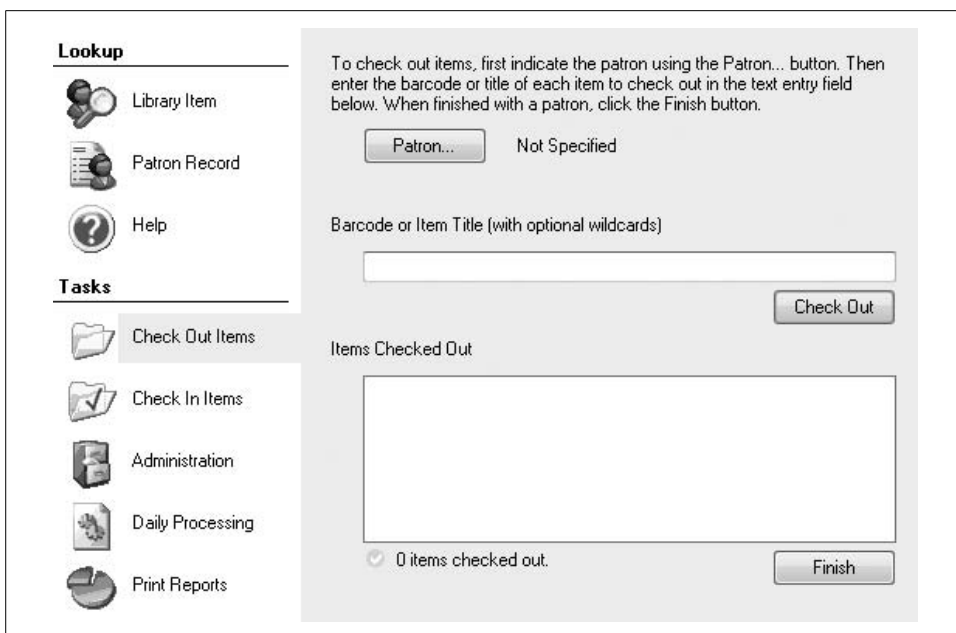 Lookup
Library Item
Patron Record
Help
Tasks
Check Out Items
Check In Items
Administration
Daily Processing
Print Reports
To check out items, first indicate the patron using the Patron... button. Then
enter the barcode or title of each item to check out in the text entry field
below. When finished with a patron, click the Finish button.
Patron... Not Specified
Barcode or Item Title (with optional wildcards)
Check Out
Items Checked Out
0 items checked out.
Finish